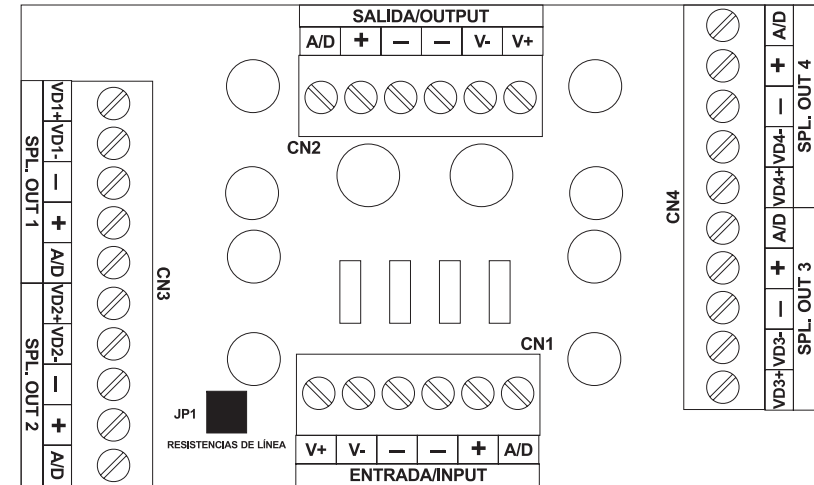 SALIDA/OUTPUT
A/D + – – V- V+
CN2
VD1+ VD1- – + A/D
SPL. OUT 1
VD2+ VD2- – + A/D
SPL. OUT 2
CN3
A/D + – VD4- VD4+
SPL. OUT 4
A/D + – VD3- VD3+
SPL. OUT 3
CN4
CN1
JP1
RESISTENCIAS DE LÍNEA
V+ V- – – + A/D
ENTRADA/INPUT